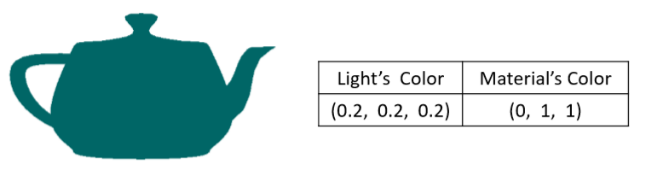 Light's Color Material's Color
(0.2, 0.2, 0.2) (0, 1, 1)